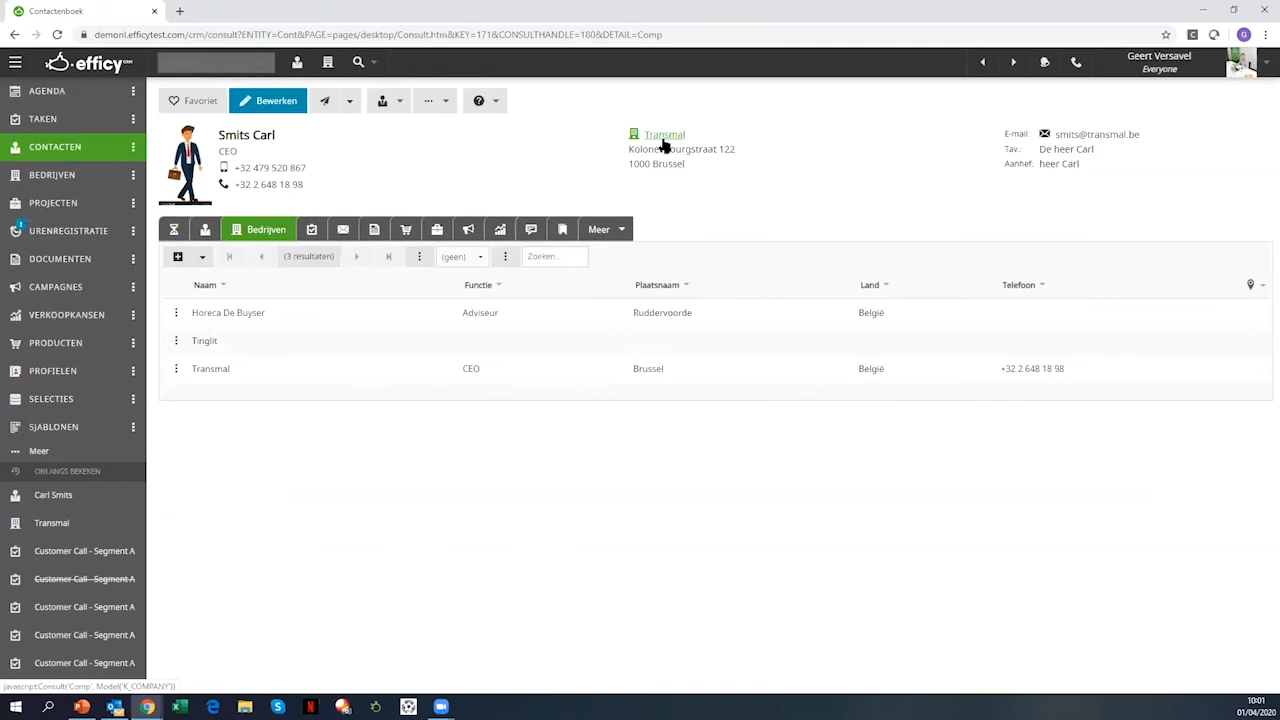 Contactenboek
demonl.efficytest.com/crm/consult?ENTITY=Cont&PAGE=pages/desktop/Consult.htm&KEY=171&CONSULTHANDLE=180&DETAIL=Comp
efficy CRM
Geert Versavel
Everyone
AGENDA
TAKEN
CONTACTEN
BEDRIJVEN
PROJECTEN
1
URENREGISTRATIE
DOCUMENTEN
CAMPAGNES
VERKOOPKANSEN
PRODUCTEN
PROFIELEN
SELECTIES
SJABLONEN
Meer
ONLANGS BEKEKEN
Carl Smits
Transmal
Customer Call - Segment A
Customer Call - Segment A
Customer Call - Segment A
Customer Call - Segment A
Customer Call - Segment A
javascript:Consult('Comp', Model('K_COMPANY'))
Favoriet
Bewerken
Smits Carl
CEO
+32 479 520 867
+32 2 648 18 98
Transmal
Kolonel ourgstraat 122
1000 Brussel
E-mail: smits@transmal.be
Tav.: De heer Carl
Aanhef: heer Carl
Bedrijven
Meer
(3 resultaten)
(geen)
Zoeken...
Naam Functie Plaatsnaam Land Telefoon
Horeca De Buyser Adviseur Ruddervoorde België
Tinglit
Transmal CEO Brussel België +32 2 648 18 98
G
10:01
01/04/2020